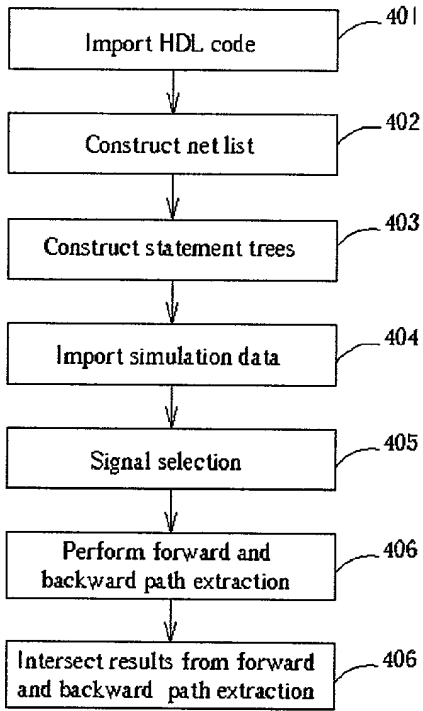 401
Import HDL code
402
Construct net list
403
Construct statement trees
404
Import simulation data
405
Signal selection
406
Perform forward and
backward path extraction
406
Intersect results from forward
and backward path extraction